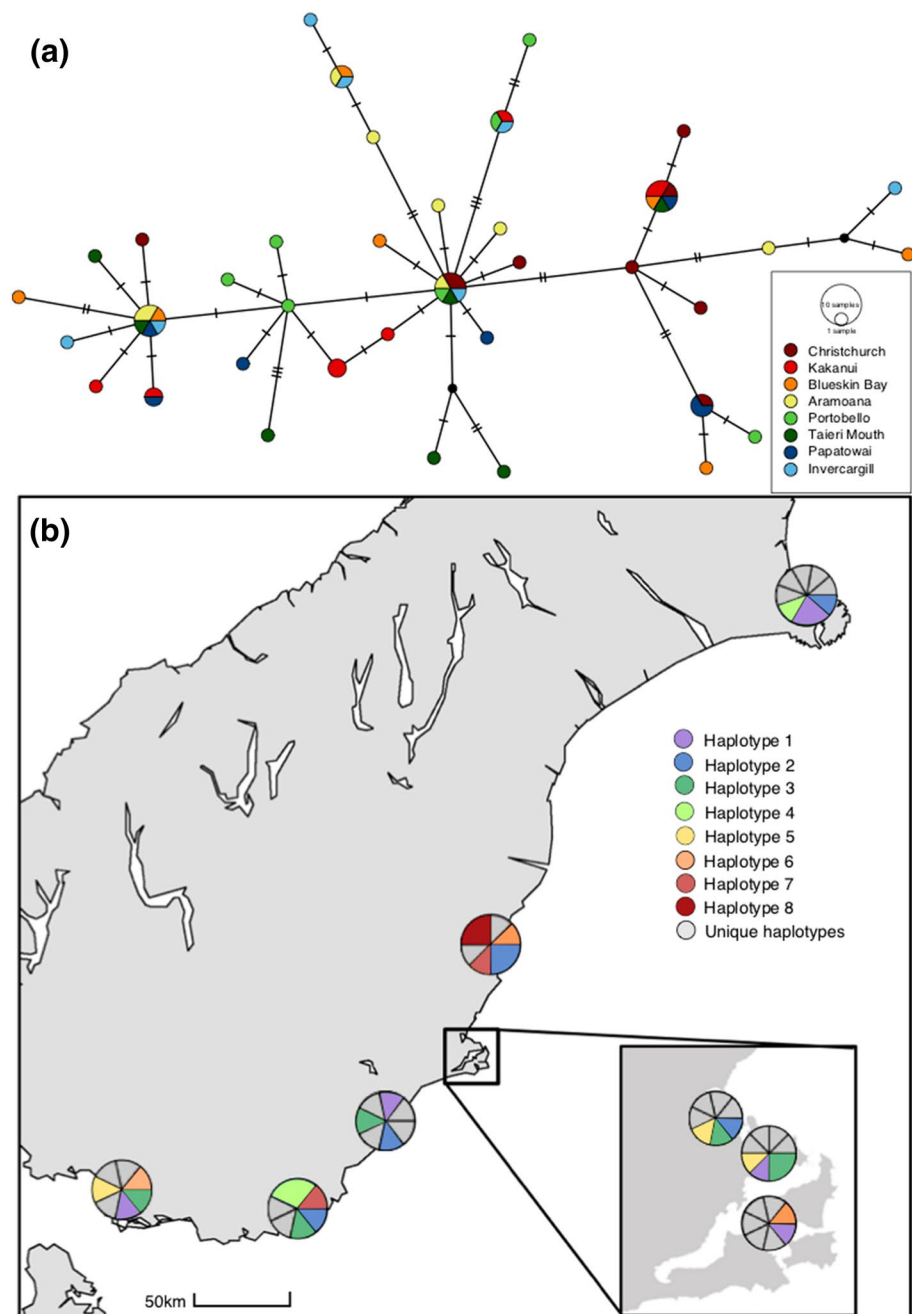 (a)
10 samples
1 sample
Christchurch
Kakanui
Blueskin Bay
Aramoana
Portobello
Taieri Mouth
Papatowai
Invercargill
(b)
Haplotype 1
Haplotype 2
Haplotype 3
Haplotype 4
Haplotype 5
Haplotype 6
Haplotype 7
Haplotype 8
Unique haplotypes
50km